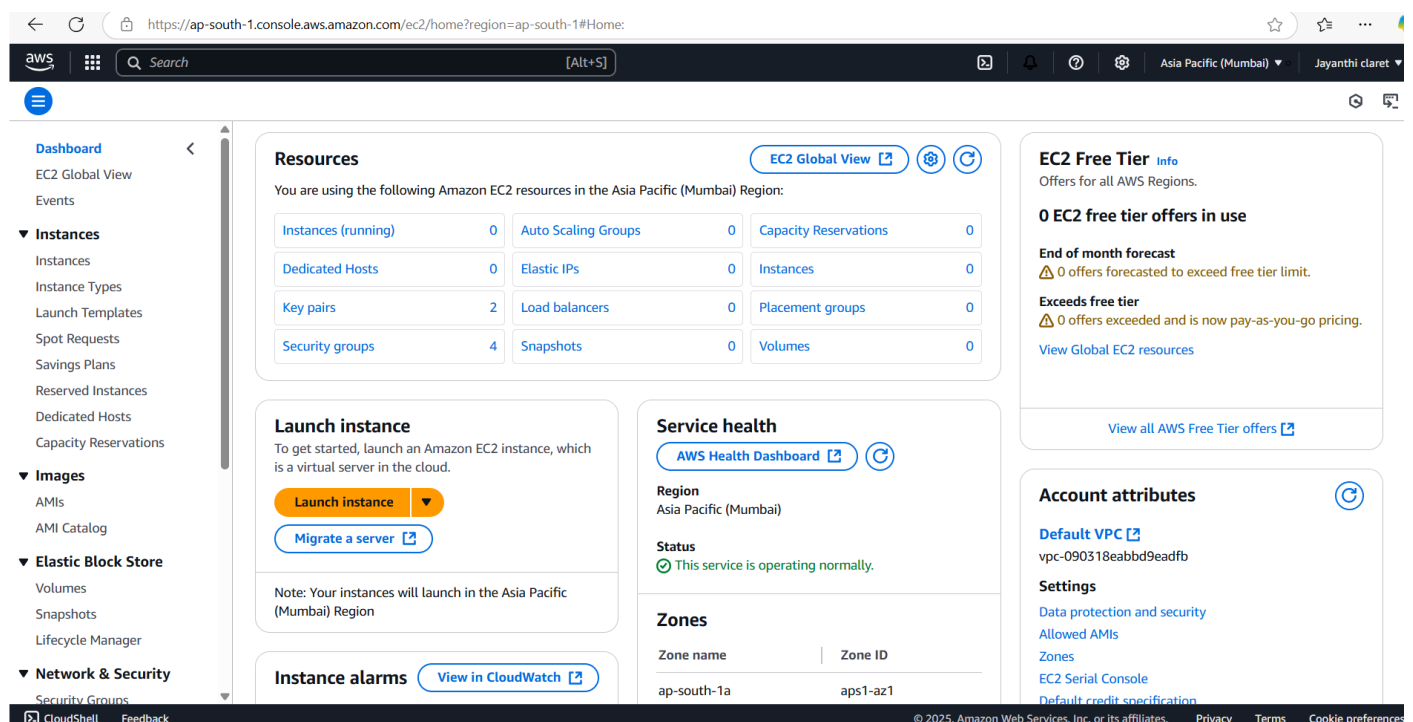 https://ap-south-1.console.aws.amazon.com/ec2/home?region=ap-south-1#Home:
aws
Search
[Alt+S]
Asia Pacific (Mumbai)
Jayanthi claret
Dashboard
EC2 Global View
Events
Instances
Instances
Instance Types
Launch Templates
Spot Requests
Savings Plans
Reserved Instances
Dedicated Hosts
Capacity Reservations
Images
AMIs
AMI Catalog
Elastic Block Store
Volumes
Snapshots
Lifecycle Manager
Network & Security
Security Groups
Resources
EC2 Global View
You are using the following Amazon EC2 resources in the Asia Pacific (Mumbai) Region:
Instances (running) 0
Auto Scaling Groups 0
Capacity Reservations 0
Dedicated Hosts 0
Elastic IPs 0
Instances 0
Key pairs 2
Load balancers 0
Placement groups 0
Security groups 4
Snapshots 0
Volumes 0
Launch instance
To get started, launch an Amazon EC2 instance, which
is a virtual server in the cloud.
Launch instance
Migrate a server
Note: Your instances will launch in the Asia Pacific
(Mumbai) Region
Instance alarms
View in CloudWatch
Service health
AWS Health Dashboard
Region
Asia Pacific (Mumbai)
Status
This service is operating normally.
Zones
Zone name
Zone ID
ap-south-1a
aps1-az1
EC2 Free Tier Info
Offers for all AWS Regions.
0 EC2 free tier offers in use
End of month forecast
0 offers forecasted to exceed free tier limit.
Exceeds free tier
0 offers exceeded and is now pay-as-you-go pricing.
View Global EC2 resources
View all AWS Free Tier offers
Account attributes
Default VPC
vpc-090318eabbd9eadfb
Settings
Data protection and security
Allowed AMIs
Zones
EC2 Serial Console
Default credit specification
CloudShell
Feedback
© 2025, Amazon Web Services, Inc. or its affiliates.
Privacy
Terms
Cookie preferences